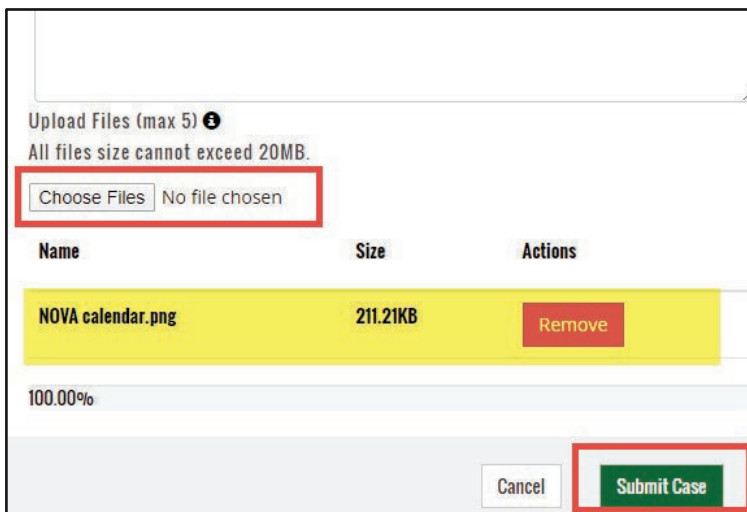 Upload Files (max 5)
All files size cannot exceed 20MB.
Choose Files No file chosen
Name Size Actions
NOVA calendar.png 211.21KB Remove
100.00%
Cancel Submit Case